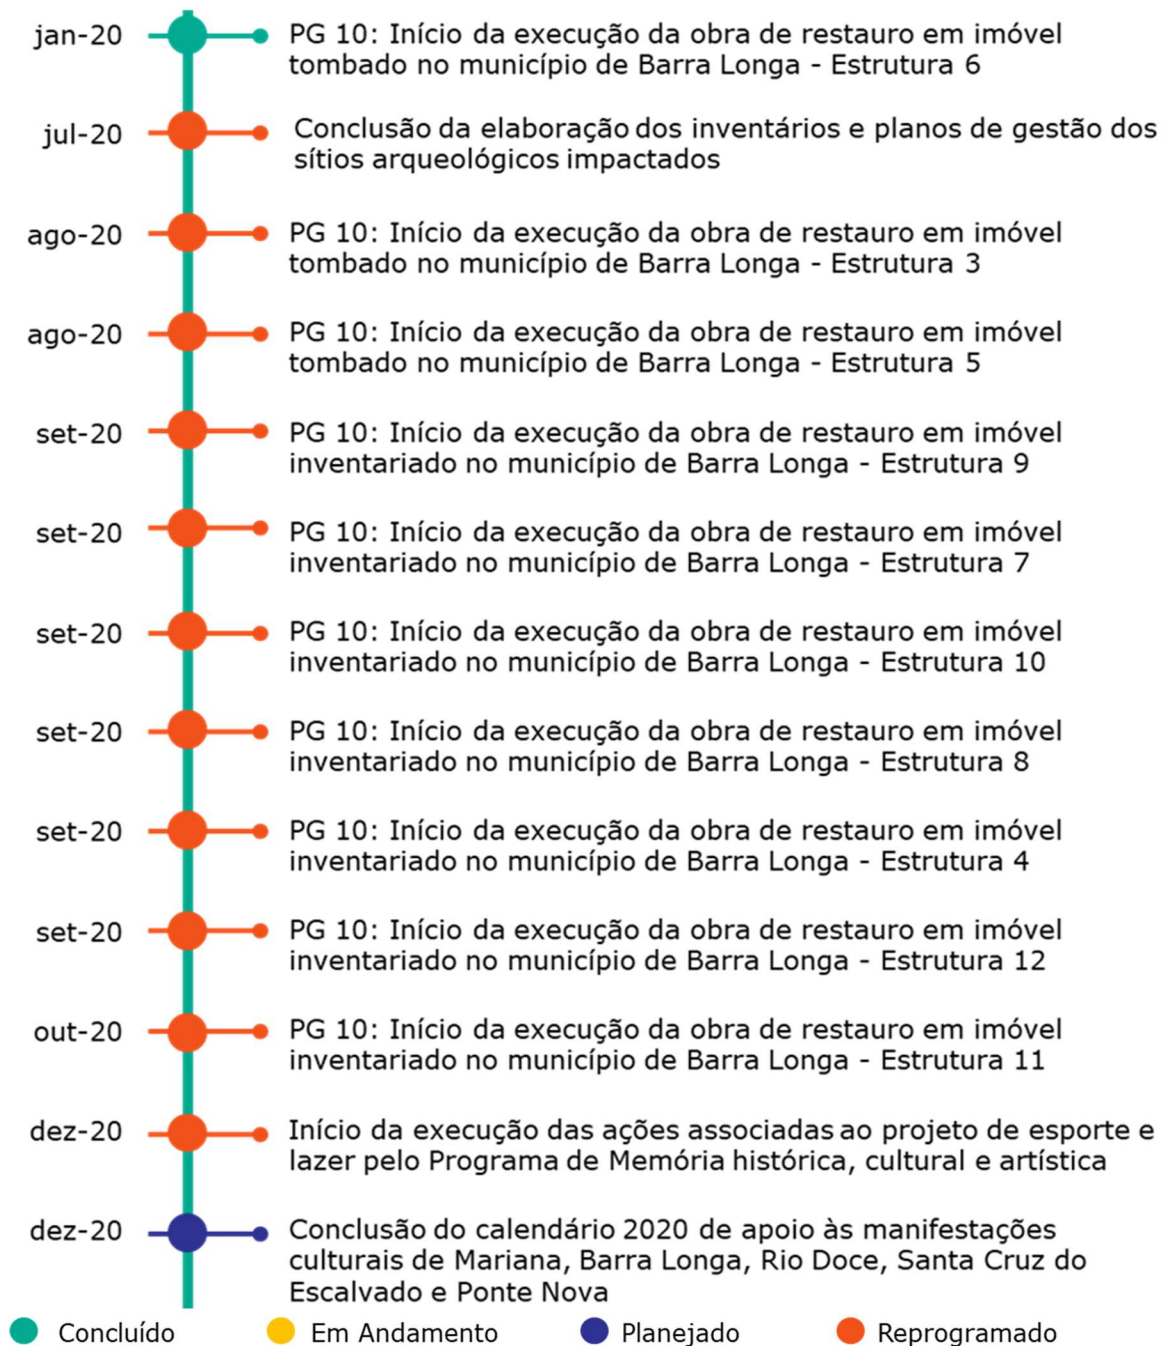 jan-20 PG 10: Início da execução da obra de restauro em imóvel
tombado no município de Barra Longa - Estrutura 6
jul-20 Conclusão da elaboração dos inventários e planos de gestão dos
sítios arqueológicos impactados
ago-20 PG 10: Início da execução da obra de restauro em imóvel
tombado no município de Barra Longa - Estrutura 3
ago-20 PG 10: Início da execução da obra de restauro em imóvel
tombado no município de Barra Longa - Estrutura 5
set-20 PG 10: Início da execução da obra de restauro em imóvel
inventariado no município de Barra Longa - Estrutura 9
set-20 PG 10: Início da execução da obra de restauro em imóvel
inventariado no município de Barra Longa - Estrutura 7
set-20 PG 10: Início da execução da obra de restauro em imóvel
inventariado no município de Barra Longa - Estrutura 10
set-20 PG 10: Início da execução da obra de restauro em imóvel
inventariado no município de Barra Longa - Estrutura 8
set-20 PG 10: Início da execução da obra de restauro em imóvel
inventariado no município de Barra Longa - Estrutura 4
set-20 PG 10: Início da execução da obra de restauro em imóvel
inventariado no município de Barra Longa - Estrutura 12
out-20 PG 10: Início da execução da obra de restauro em imóvel
inventariado no município de Barra Longa - Estrutura 11
dez-20 Início da execução das ações associadas ao projeto de esporte e
lazer pelo Programa de Memória histórica, cultural e artística
dez-20 Conclusão do calendário 2020 de apoio às manifestações
culturais de Mariana, Barra Longa, Rio Doce, Santa Cruz do
Escalvado e Ponte Nova
Concluído Em Andamento Planejado Reprogramado